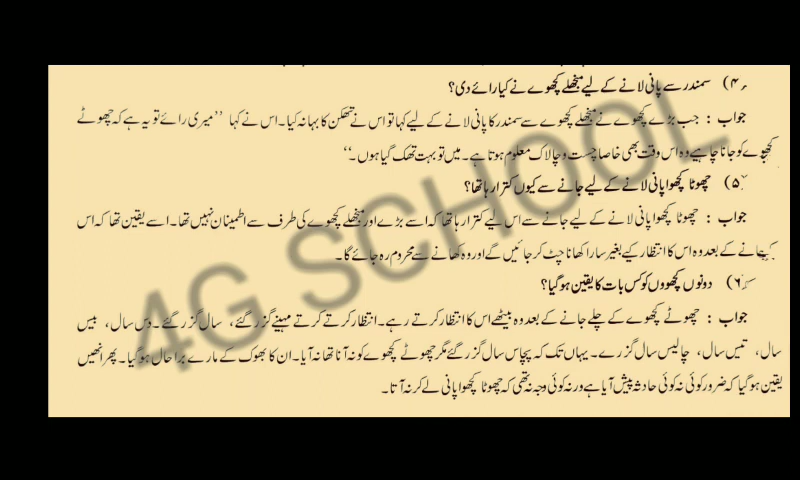 (۴) سمندر سے پانی لانے کے لیے منجھلے کچھوے نے کیا رائے دی؟
جواب : جب بڑے کچھوے نے منجھلے کچھوے سے سمندر کا پانی لانے کے لیے کہا تو اس نے تھکن کا بہانہ کیا۔ اس نے کہا ’’میری رائے تو یہ ہے کہ چھوٹے
کچھوے کو جانا چاہیے وہ اس وقت بھی خاصا چست و چالاک معلوم ہوتا ہے۔ میں تو بہت تھک گیا ہوں۔‘‘
(۵) چھوٹا کچھوا پانی لانے کے لیے جانے سے کیوں کترا رہا تھا؟
جواب : چھوٹا کچھوا پانی لانے کے لیے جانے سے اس لیے کترا رہا تھا کہ اسے بڑے اور منجھلے کچھوے کی طرف سے اطمینان نہیں تھا۔ اسے یقین تھا کہ اس
کے جانے کے بعد وہ اس کا انتظار کیے بغیر سارا کھانا چٹ کر جائیں گے اور وہ کھانے سے محروم رہ جائے گا۔
(۶) دونوں کچھووں کو کس بات کا یقین ہو گیا؟
جواب : چھوٹے کچھوے کے چلے جانے کے بعد وہ بیٹھے اس کا انتظار کرتے رہے۔ انتظار کرتے کرتے مہینے گزر گئے، سال گزر گئے۔ دس سال، بیس
سال، تیس سال، چالیس سال گزرے۔ یہاں تک کہ پچاس سال گزر گئے مگر چھوٹے کچھوے کو نہ آنا تھا نہ آیا۔ ان کا بھوک کے مارے برا حال ہو گیا۔ پھر انھیں
یقین ہو گیا کہ ضرور کوئی نہ کوئی حادثہ پیش آیا ہے ورنہ کوئی وجہ نہ تھی کہ چھوٹا کچھوا پانی لے کر نہ آتا۔
4G SCHOOL